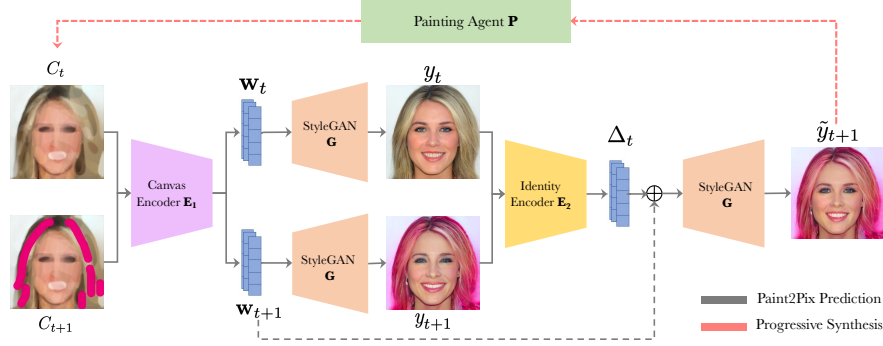 Painting Agent P
C_t
w_t
StyleGAN
G
y_t
Δ_t
ỹ_{t+1}
Canvas
Encoder E_1
Identity
Encoder E_2
StyleGAN
G
StyleGAN
G
C_{t+1}
w_{t+1}
y_{t+1}
Paint2Pix Prediction
Progressive Synthesis